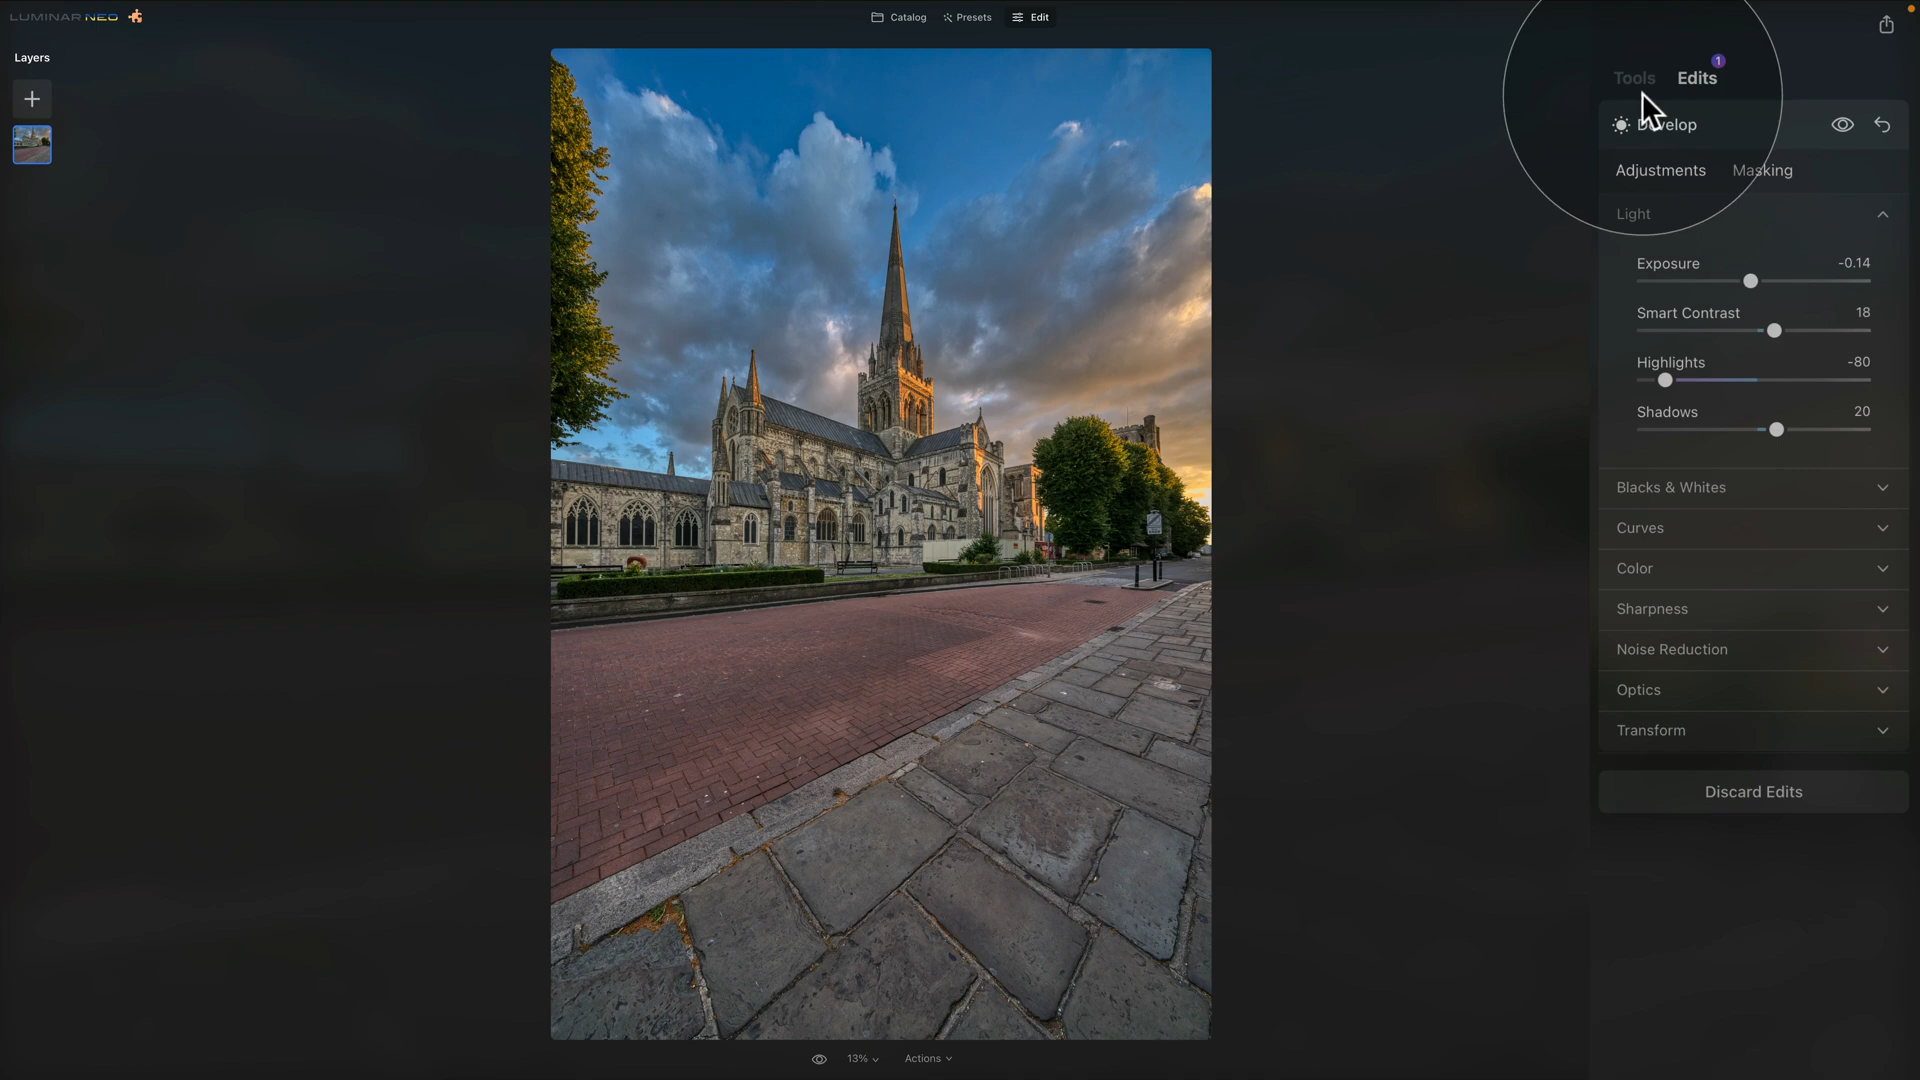 LUMINAR NEO
Catalog Presets Edit
Layers
Tools Edits 1
Develop
Adjustments Masking
Light
Exposure -0.14
Smart Contrast 18
Highlights -80
Shadows 20
Blacks & Whites
Curves
Color
Sharpness
Noise Reduction
Optics
Transform
Discard Edits
13% Actions